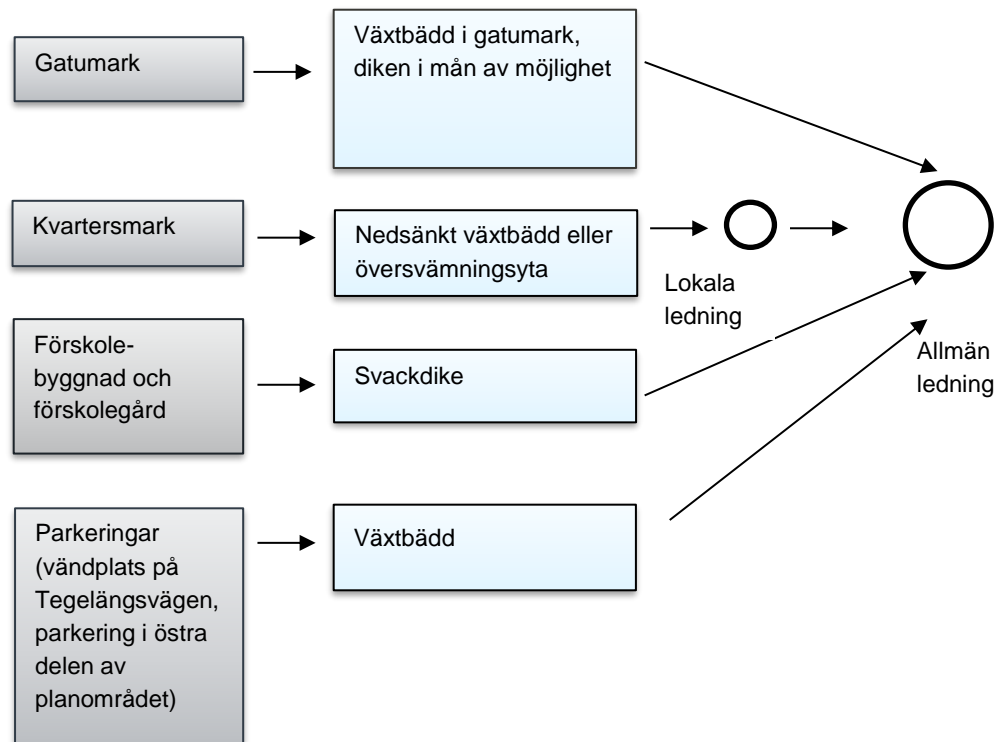 Gatumark
Växtbädd i gatumark,
diken i mån av möjlighet
Kvartersmark
Nedsänkt växtbädd eller
översvämningsyta
Lokala
ledning
Allmän
ledning
Förskole-
byggnad och
förskolegård
Svackdike
Parkeringar
(vändplats på
Tegelängsvägen,
parkering i östra
delen av
planområdet)
Växtbädd